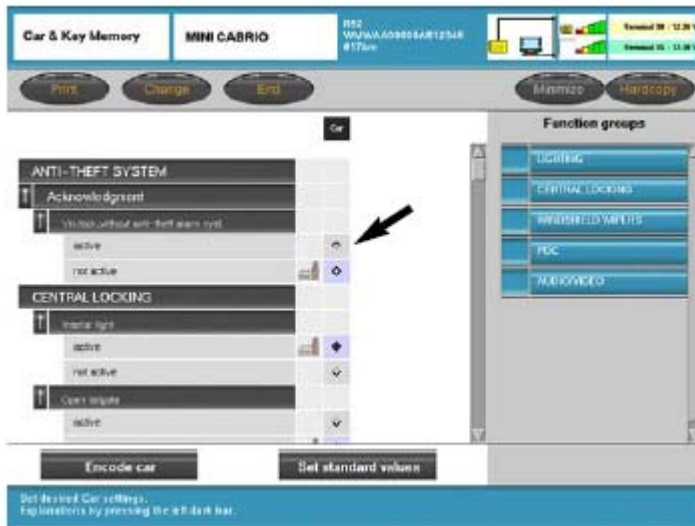 Car & Key Memory
MINI CABRIO
R52
Print
Change
End
Minimize
Hardcopy
Car
Function groups
ANTI-THEFT SYSTEM
Acknowledgment
active
not active
CENTRAL LOCKING
Interior light
active
not active
Open tailgate
active
LIGHTING
CENTRAL LOCKING
WINDSHIELD WIPERS
PDC
AUDIO/VIDEO
Encode car
Set standard values
Set desired Car settings.
Explanations by pressing the left dark bar.